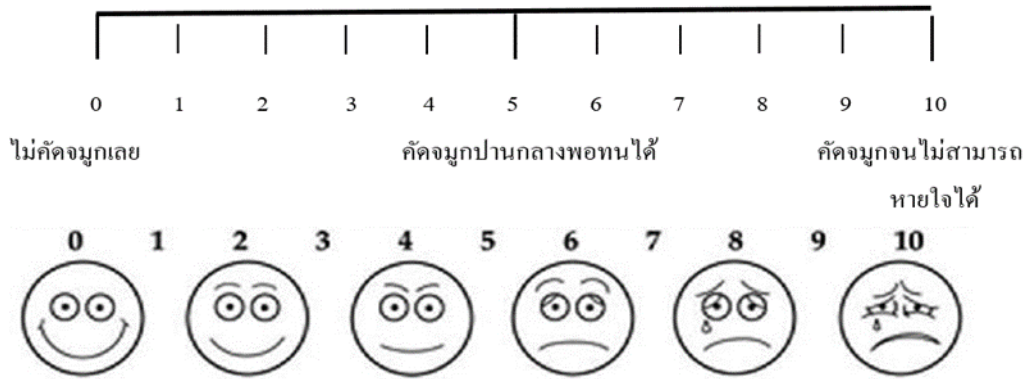 0 1 2 3 4 5 6 7 8 9 10
ไม่คัดจมูกเลย คัดจมูกปานกลางพอทนได้ คัดจมูกจนไม่สามารถ
หายใจได้
0 1 2 3 4 5 6 7 8 9 10